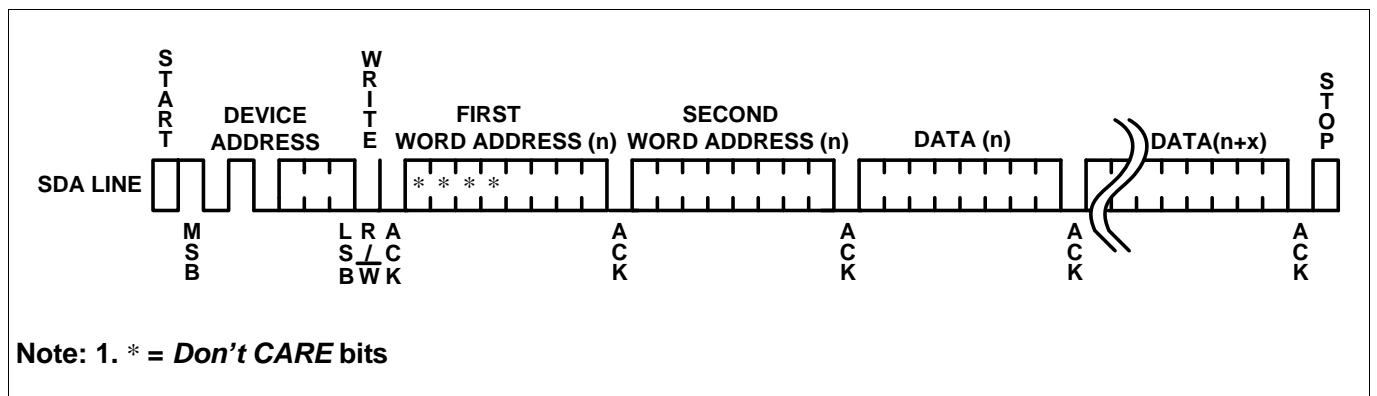 START
WRITE
STOP
DEVICE
ADDRESS
FIRST
WORD ADDRESS (n)
SECOND
WORD ADDRESS (n)
DATA (n)
DATA(n+x)
SDA LINE
* * * *
MSB
LSB
R/W
ACK
ACK
ACK
ACK
ACK
Note: 1. * = Don't CARE bits